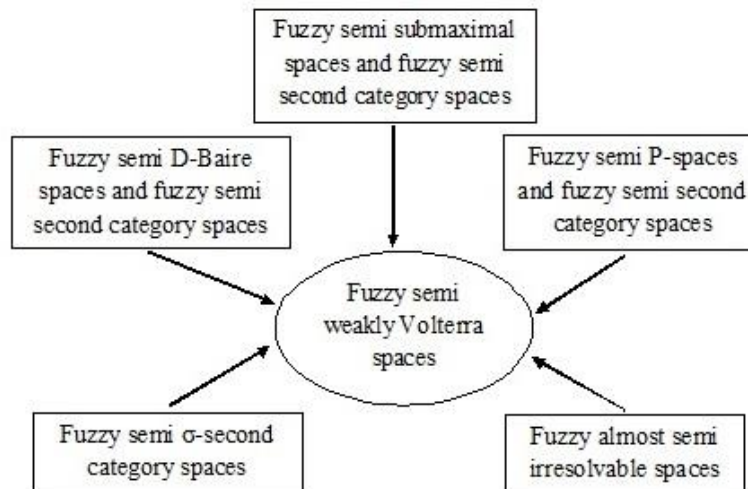 Fuzzy semi submaximal
spaces and fuzzy semi
second category spaces
Fuzzy semi D-Baire
spaces and fuzzy semi
second category spaces
Fuzzy semi P-spaces
and fuzzy semi second
category spaces
Fuzzy semi
weakly Volterra
spaces
Fuzzy semi σ-second
category spaces
Fuzzy almost semi
irresolvable spaces